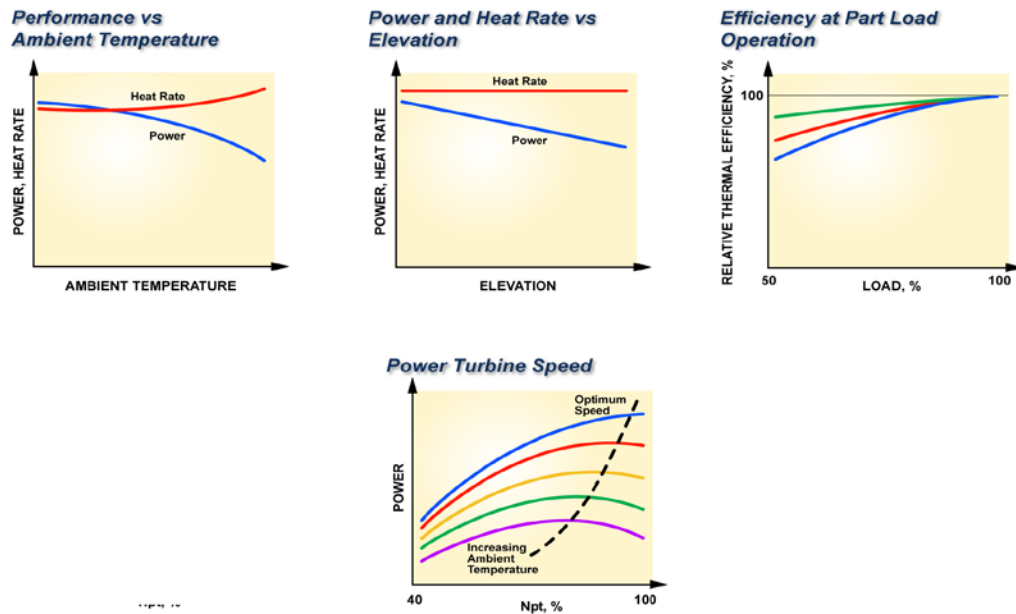 Performance vs
Ambient Temperature
POWER, HEAT RATE
Heat Rate
Power
AMBIENT TEMPERATURE
Power and Heat Rate vs
Elevation
POWER, HEAT RATE
Heat Rate
Power
ELEVATION
Efficiency at Part Load
Operation
RELATIVE THERMAL EFFICIENCY, %
100
50
LOAD, %
100
Power Turbine Speed
POWER
Optimum
Speed
Increasing
Ambient
Temperature
40
Npt, %
100